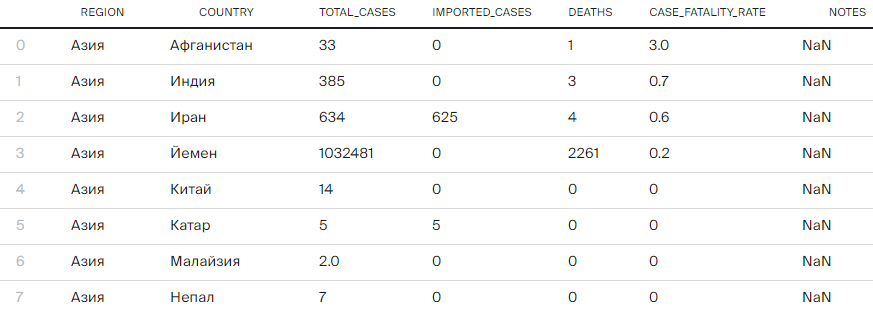 REGION COUNTRY TOTAL_CASES IMPORTED_CASES DEATHS CASE_FATALITY_RATE NOTES
0 Азия Афганистан 33 0 1 3.0 NaN
1 Азия Индия 385 0 3 0.7 NaN
2 Азия Иран 634 625 4 0.6 NaN
3 Азия Йемен 1032481 0 2261 0.2 NaN
4 Азия Китай 14 0 0 0 NaN
5 Азия Катар 5 5 0 0 NaN
6 Азия Малайзия 2.0 0 0 0 NaN
7 Азия Непал 7 0 0 0 NaN